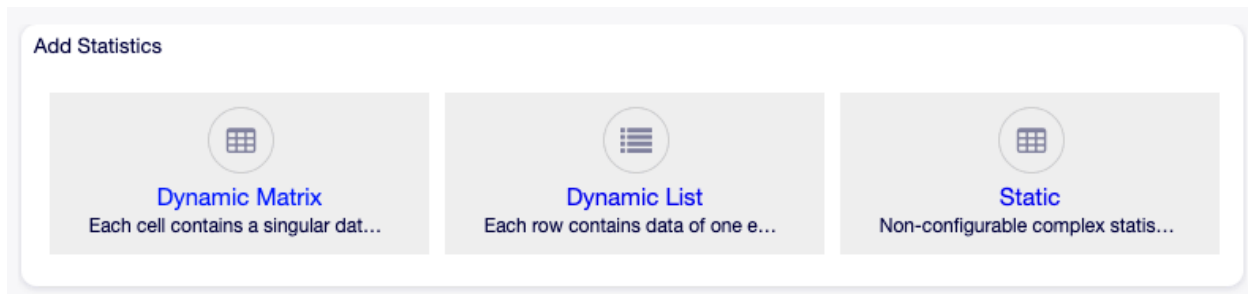 Add Statistics
Dynamic Matrix
Each cell contains a singular dat...
Dynamic List
Each row contains data of one e...
Static
Non-configurable complex statis...